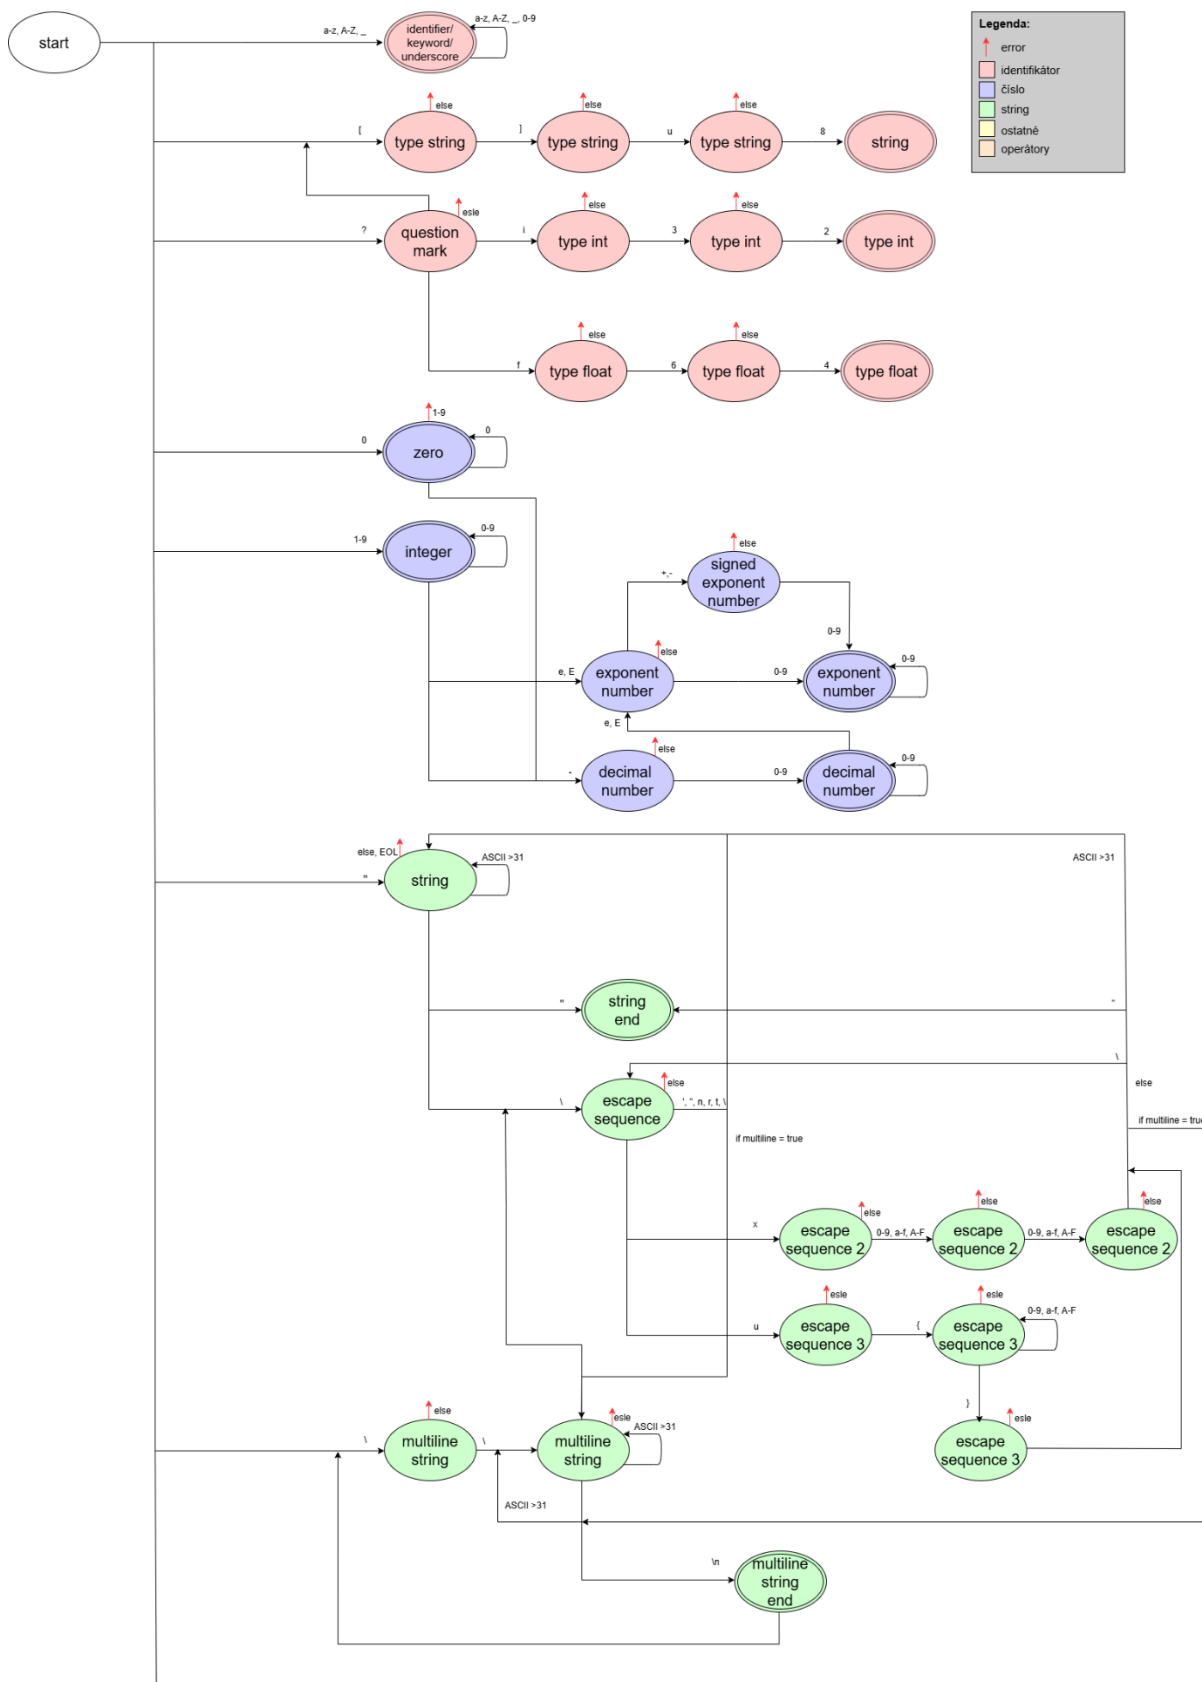 start
a-z, A-Z, _
identifier/
keyword/
underscore
a-z, A-Z, _, 0-9
Legenda:
error
identifikátor
číslo
string
ostatné
operátory
[
type string
else
]
type string
else
u
type string
else
8
string
?
question
mark
esle
i
type int
else
3
type int
else
2
type int
f
type float
else
6
type float
else
4
type float
0
zero
1-9
0
1-9
integer
0-9
e, E
exponent
number
else
+,-
signed
exponent
number
else
0-9
0-9
exponent
number
0-9
e, E
decimal
number
else
0-9
decimal
number
0-9
"
string
else, EOL
ASCII >31
ASCII >31
"
string
end
"
\
else
\
escape
sequence
else
', ", n, r, t, \
if multiline = true
if multiline = true
x
escape
sequence 2
else
0-9, a-f, A-F
escape
sequence 2
else
0-9, a-f, A-F
escape
sequence 2
else
u
escape
sequence 3
esle
{
escape
sequence 3
esle
0-9, a-f, A-F
}
escape
sequence 3
esle
\
multiline
string
else
\
multiline
string
esle
ASCII >31
ASCII >31
\n
multiline
string
end